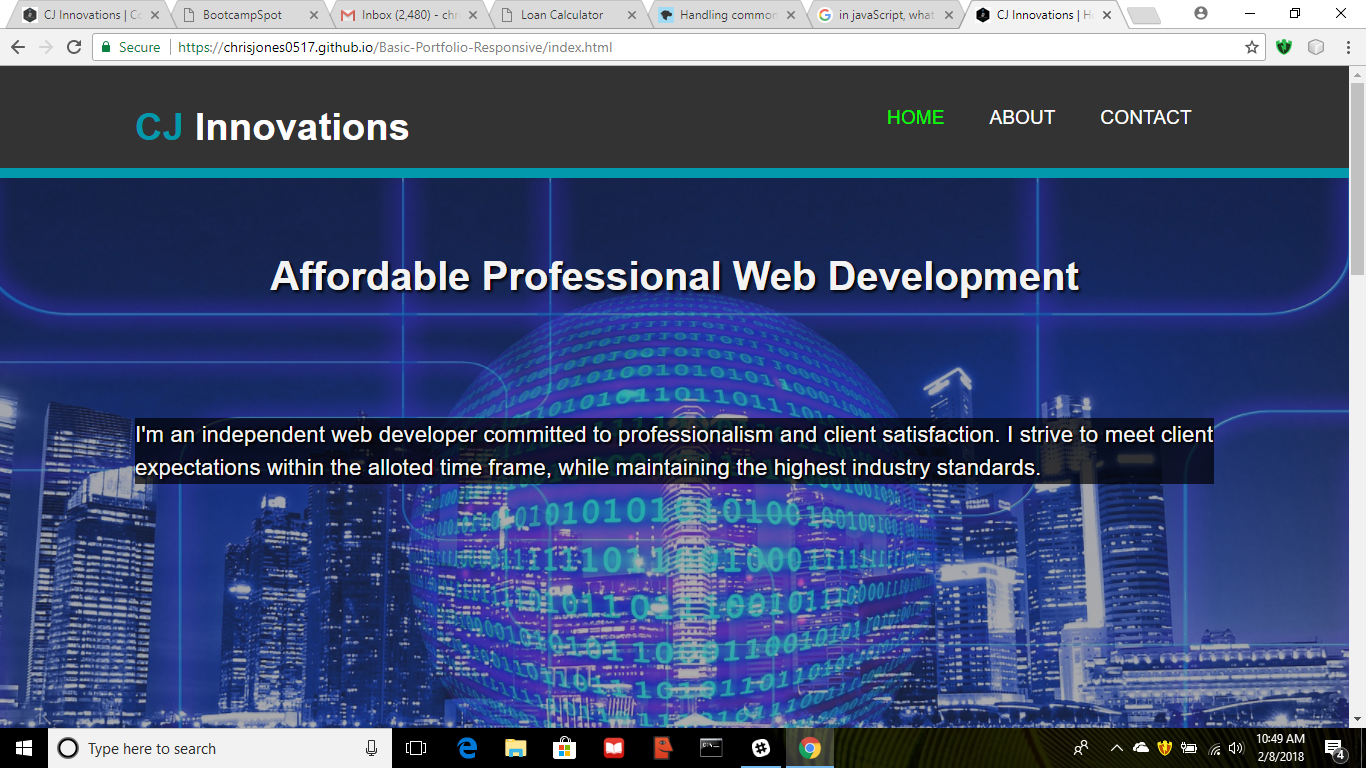 CJ Innovations | Co
BootcampSpot
Inbox (2,480) - chr
Loan Calculator
Handling common
in javaScript, what
CJ Innovations | Ho
Secure
https://chrisjones0517.github.io/Basic-Portfolio-Responsive/index.html
CJ Innovations
HOME
ABOUT
CONTACT
Affordable Professional Web Development
I'm an independent web developer committed to professionalism and client satisfaction. I strive to meet client
expectations within the alloted time frame, while maintaining the highest industry standards.
Type here to search
10:49 AM
2/8/2018
4